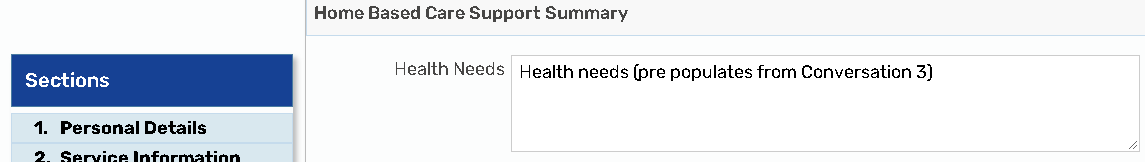 Home Based Care Support Summary
Health Needs
Health needs (pre populates from Conversation 3)
Sections
1. Personal Details
2. Service Information